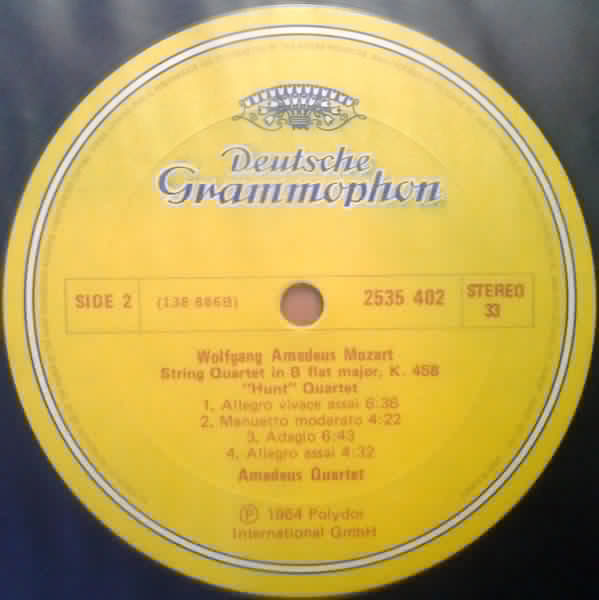 Deutsche
Grammophon
SIDE 2
(138 886B)
2535 402
STEREO
33
Wolfgang Amadeus Mozart
String Quartet in B flat major, K. 458
"Hunt" Quartet
1. Allegro vivace assai 6:36
2. Manuetto moderato 4:22
3. Adagio 6:43
4. Allegro assai 4:32
Amadeus Quartet
Ⓟ 1964 Polydor
International GmbH